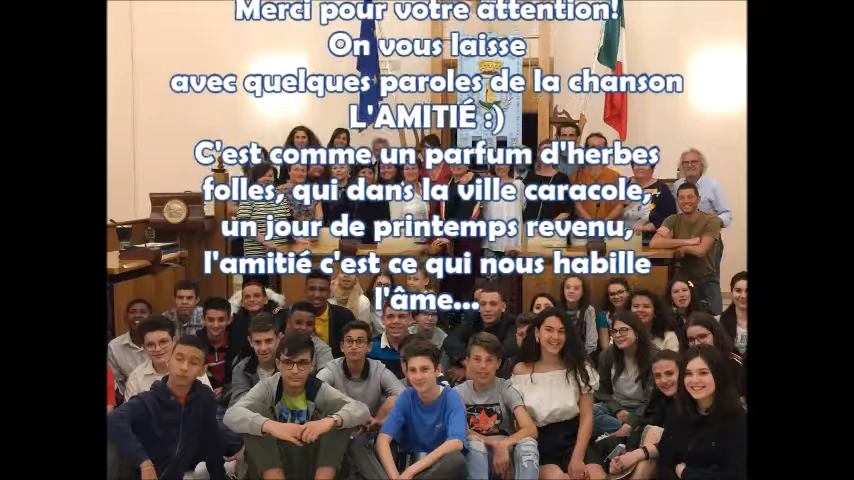 Merci pour votre attention!
On vous laisse
avec quelques paroles de la chanson
L'AMITIÉ :)
C'est comme un parfum d'herbes
folles, qui dans la ville caracole,
un jour de printemps revenu,
l'amitié c'est ce qui nous habille
l'âme...